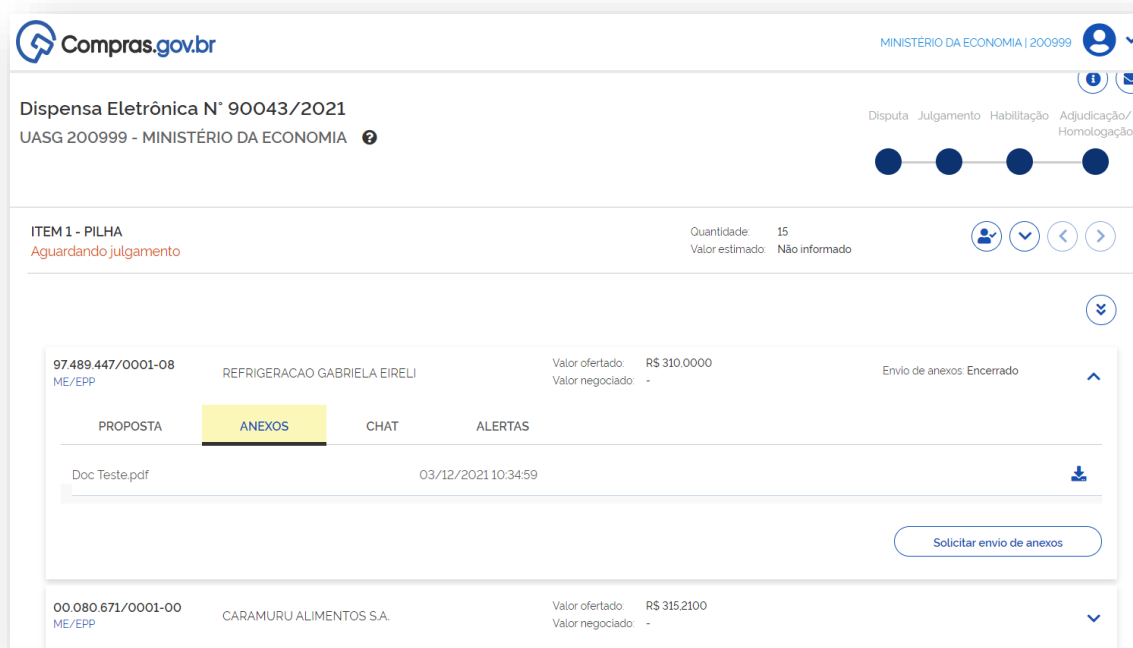 Compras.gov.br
MINISTÉRIO DA ECONOMIA | 200999
Dispensa Eletrônica N° 90043/2021
UASG 200999 - MINISTÉRIO DA ECONOMIA
Disputa Julgamento Habilitação Adjudicação/
Homologação
ITEM 1 - PILHA
Aguardando julgamento
Quantidade: 15
Valor estimado: Não informado
97.489.447/0001-08
ME/EPP
REFRIGERACAO GABRIELA EIRELI
Valor ofertado: R$ 310,0000
Valor negociado: -
Envio de anexos: Encerrado
PROPOSTA ANEXOS CHAT ALERTAS
Doc Teste.pdf 03/12/2021 10:34:59
Solicitar envio de anexos
00.080.671/0001-00
ME/EPP
CARAMURU ALIMENTOS S.A.
Valor ofertado: R$ 315,2100
Valor negociado: -